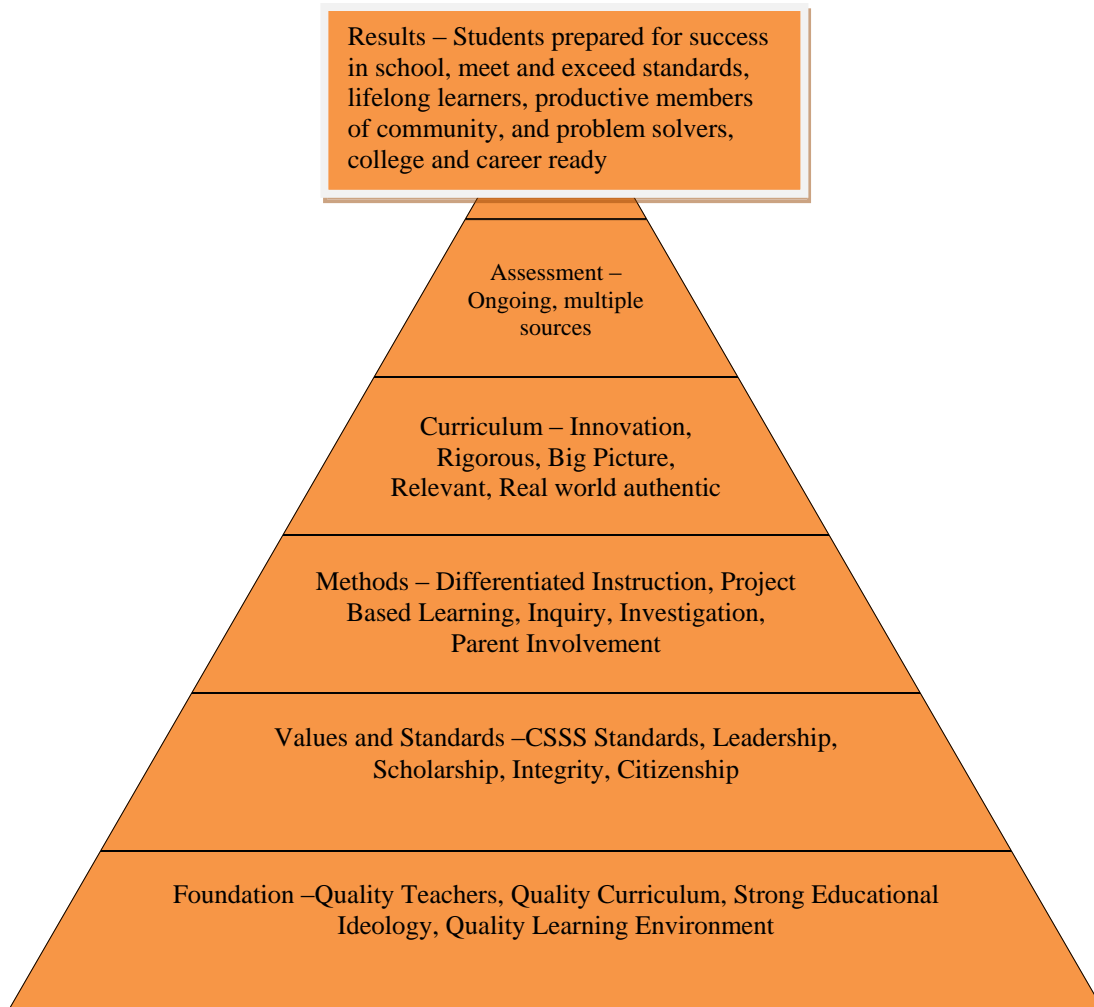 Results – Students prepared for success
in school, meet and exceed standards,
lifelong learners, productive members
of community, and problem solvers,
college and career ready
Assessment –
Ongoing, multiple
sources
Curriculum – Innovation,
Rigorous, Big Picture,
Relevant, Real world authentic
Methods – Differentiated Instruction, Project
Based Learning, Inquiry, Investigation,
Parent Involvement
Values and Standards –CSSS Standards, Leadership,
Scholarship, Integrity, Citizenship
Foundation –Quality Teachers, Quality Curriculum, Strong Educational
Ideology, Quality Learning Environment